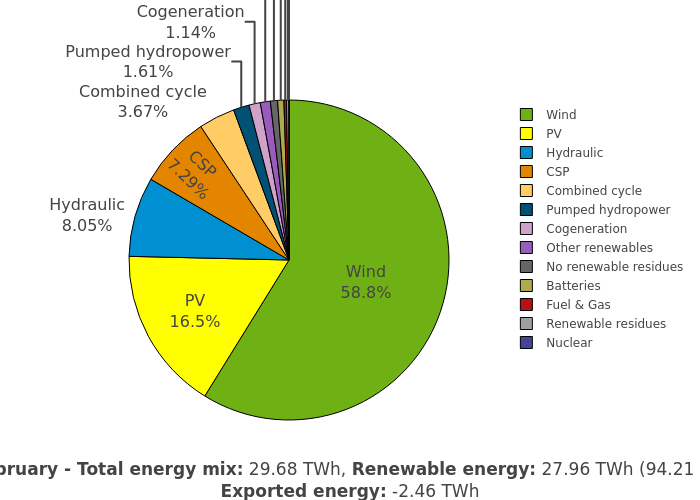 Cogeneration
1.14%
Pumped hydropower
1.61%
Combined cycle
3.67%
CSP
7.29%
Hydraulic
8.05%
PV
16.5%
Wind
58.8%
Wind
PV
Hydraulic
CSP
Combined cycle
Pumped hydropower
Cogeneration
Other renewables
No renewable residues
Batteries
Fuel & Gas
Renewable residues
Nuclear
bruary - Total energy mix: 29.68 TWh, Renewable energy: 27.96 TWh (94.21
Exported energy: -2.46 TWh